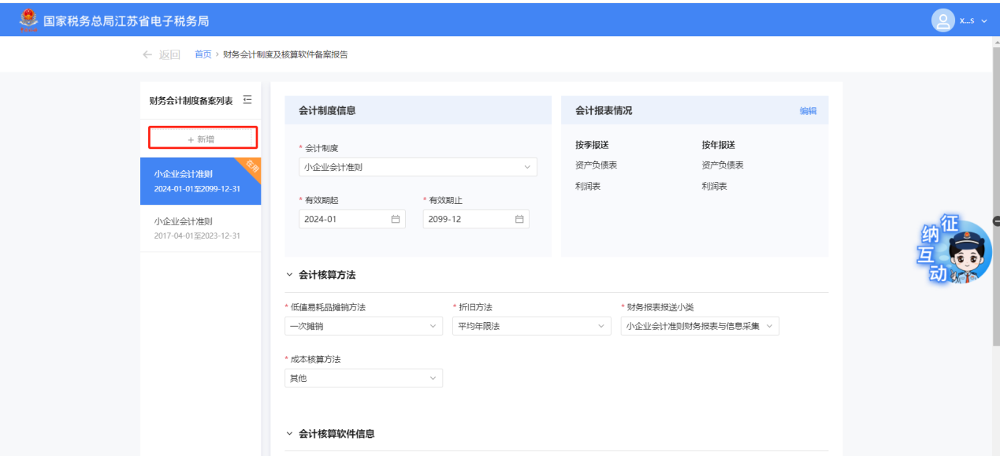 国家税务总局江苏省电子税务局
x...s
← 返回 首页 › 财务会计制度及核算软件备案报告
财务会计制度备案列表
+ 新增
小企业会计准则
在用
2024-01-01至2099-12-31
小企业会计准则
2017-04-01至2023-12-31
会计制度信息
* 会计制度
小企业会计准则
* 有效期起 * 有效期止
2024-01 2099-12
会计报表情况 编辑
按季报送 按年报送
资产负债表 资产负债表
利润表 利润表
会计核算方法
* 低值易耗品摊销方法 * 折旧方法 * 财务报表报送小类
一次摊销 平均年限法 小企业会计准则财务报表与信息采集
* 成本核算方法
其他
会计核算软件信息
征纳互动